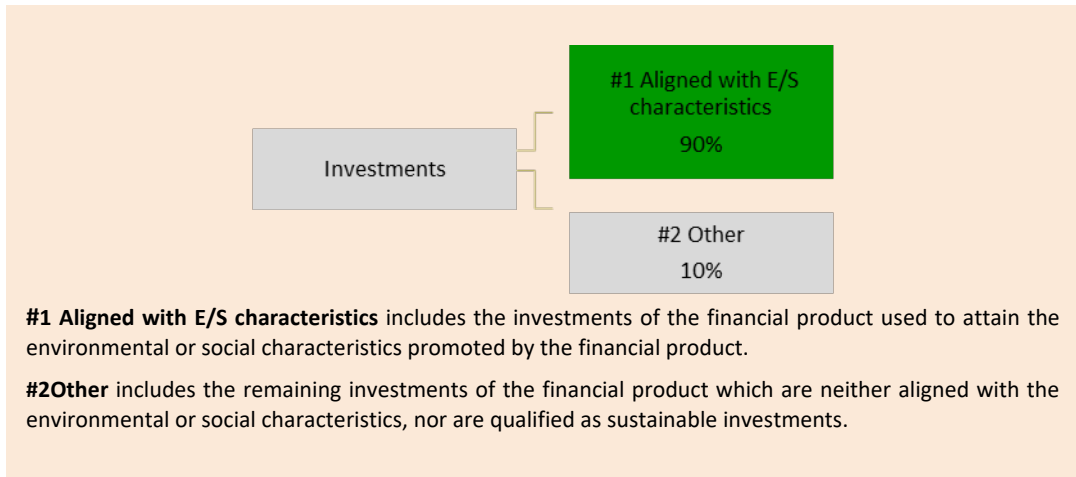 #1 Aligned with E/S
characteristics
90%
Investments
#2 Other
10%
#1 Aligned with E/S characteristics includes the investments of the financial product used to attain the
environmental or social characteristics promoted by the financial product.
#2Other includes the remaining investments of the financial product which are neither aligned with the
environmental or social characteristics, nor are qualified as sustainable investments.